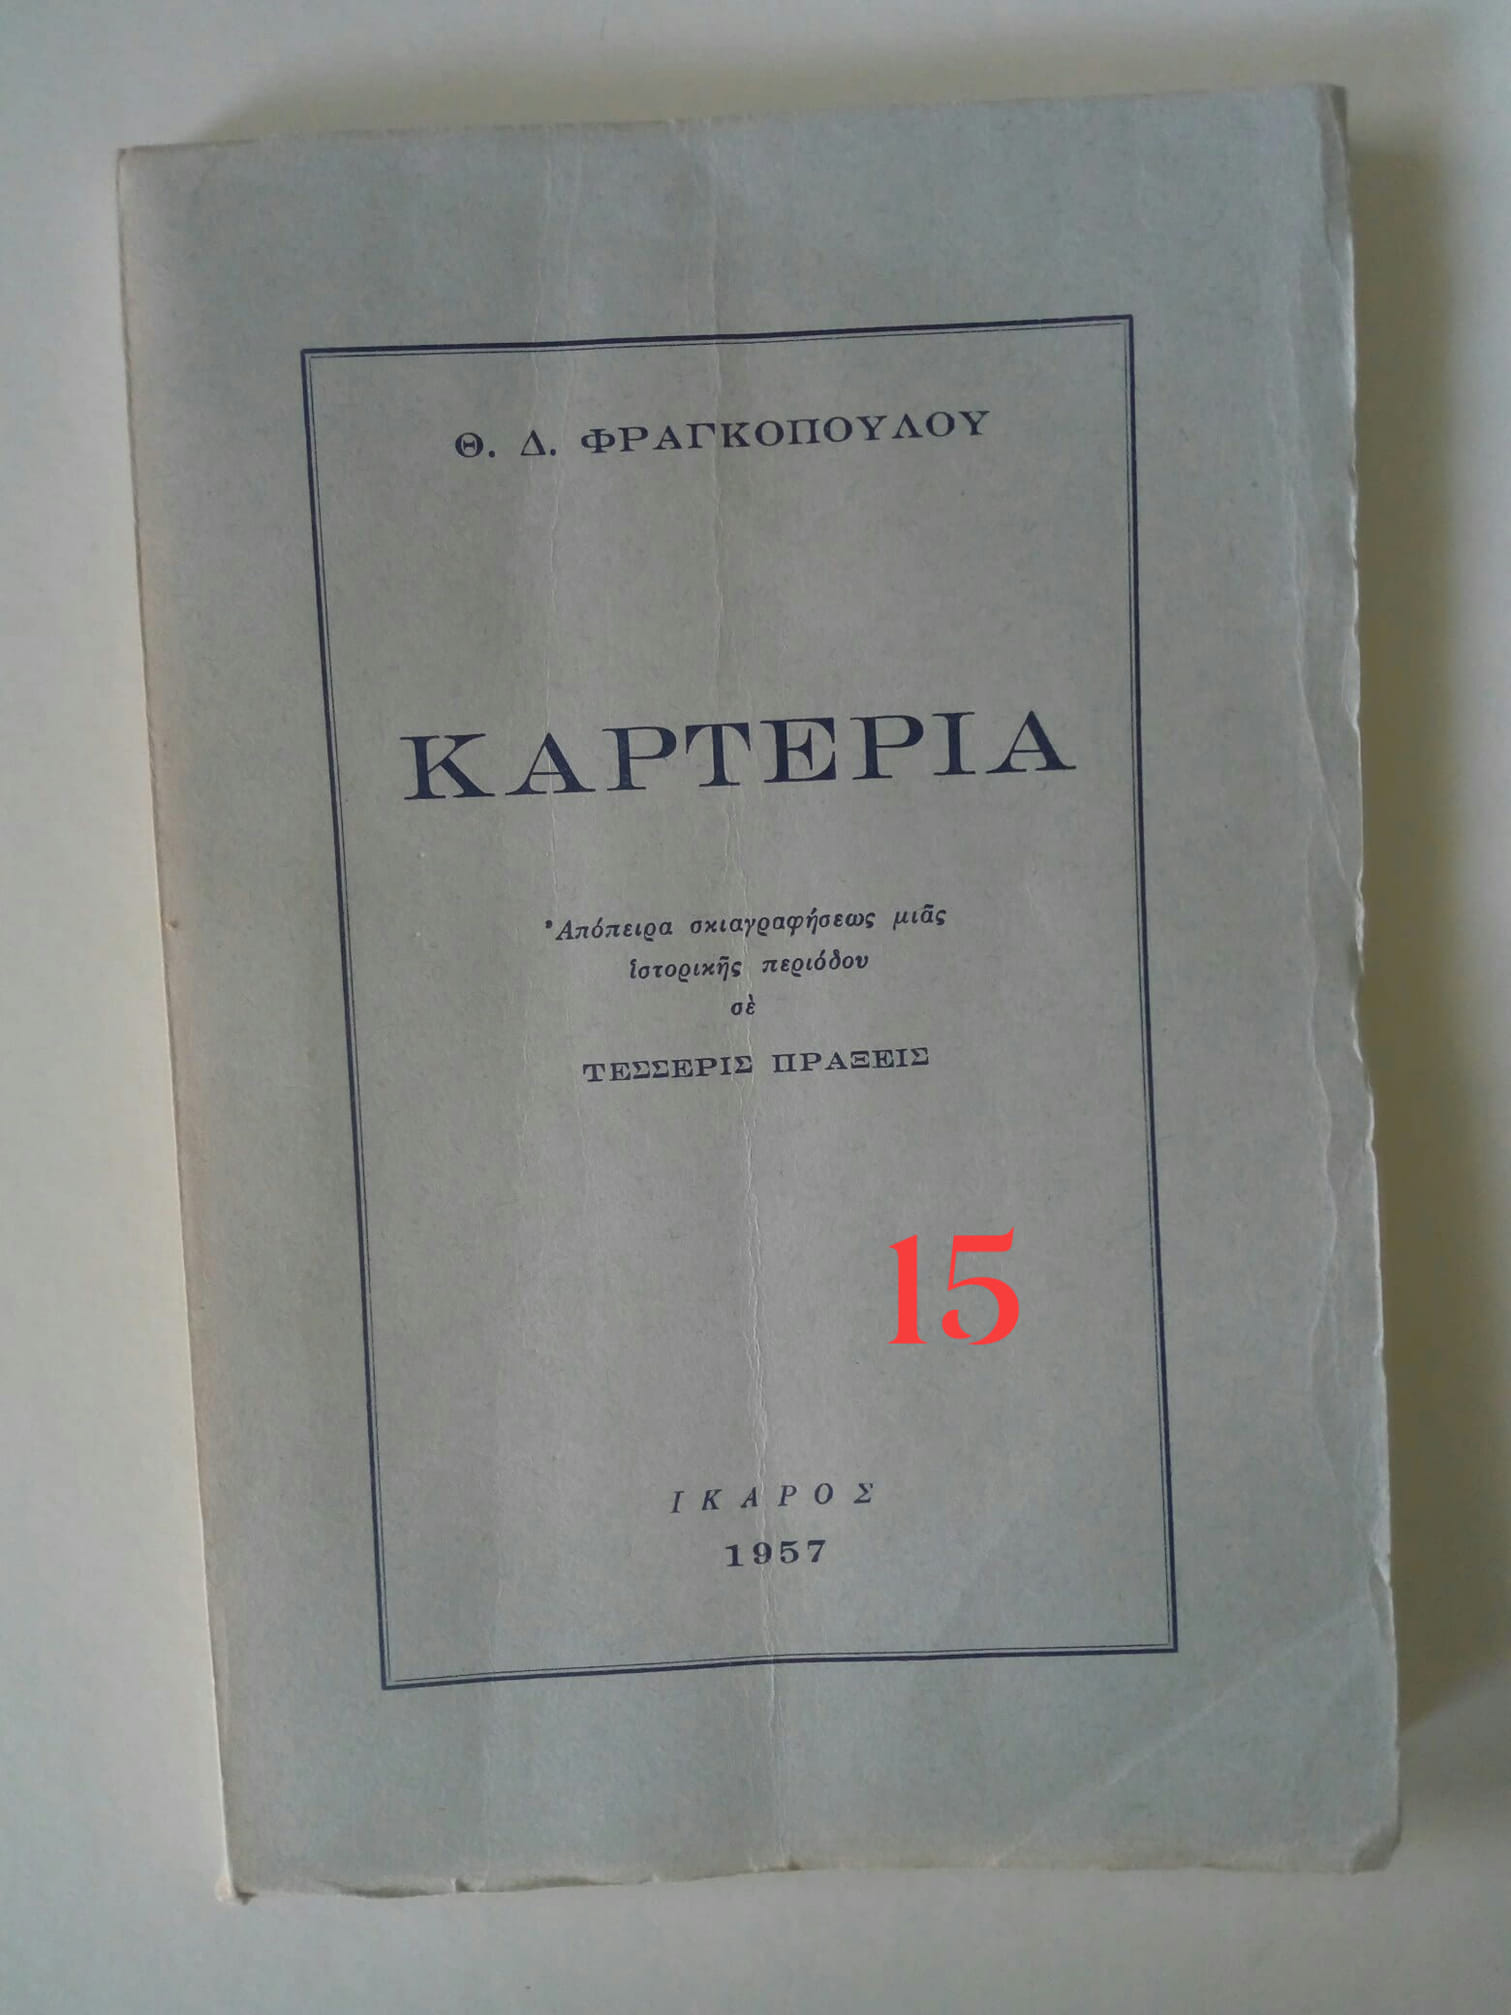 Θ. Δ. ΦΡΑΓΚΟΠΟΥΛΟΥ
ΚΑΡΤΕΡΙΑ
Ἀπόπειρα σκιαγραφήσεως μιᾶς
ἱστορικῆς περιόδου
σὲ
ΤΕΣΣΕΡΙΣ ΠΡΑΞΕΙΣ
15
ΙΚΑΡΟΣ
1957